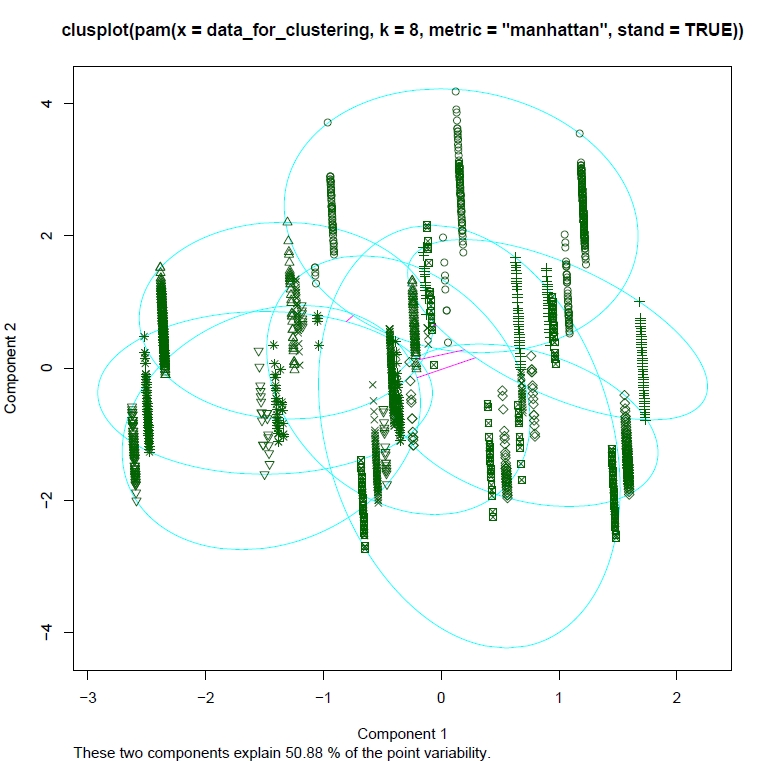 clusplot(pam(x = data_for_clustering, k = 8, metric = "manhattan", stand = TRUE))
Component 2
4
2
0
−2
−4
−3 −2 −1 0 1 2
Component 1
These two components explain 50.88 % of the point variability.